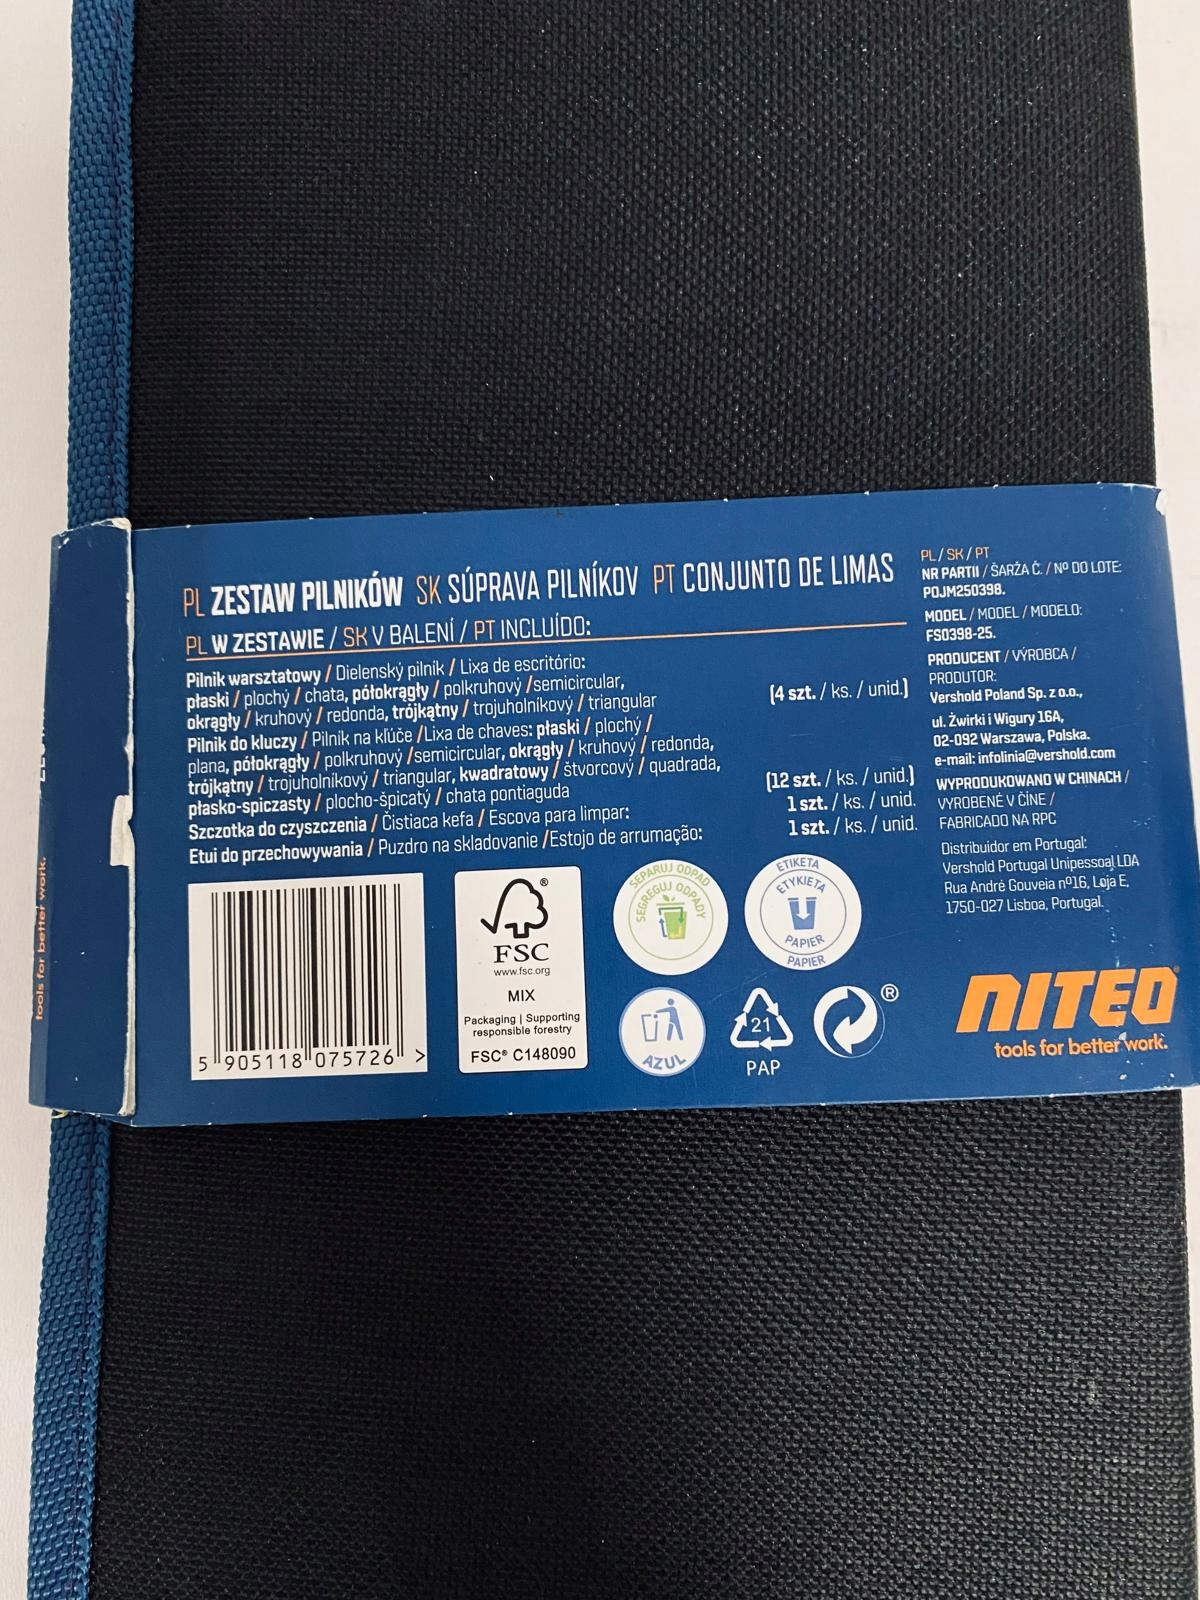 PL ZESTAW PILNIKÓW SK SÚPRAVA PILNÍKOV PT CONJUNTO DE LIMAS
PL W ZESTAWIE / SK V BALENÍ / PT INCLUÍDO:
Pilnik warsztatowy / Dielenský pilník / Lixa de escritório:
płaski / plochý / chata, półokrągły / polkruhový /semicircular,
okrągły / kruhový / redonda, trójkątny / trojuholníkový / triangular
(4 szt. / ks. / unid.)
Pilnik do kluczy / Pilník na kľúče /Lixa de chaves: płaski / plochý /
plana, półokrągły / polkruhový /semicircular, okrągły / kruhový / redonda,
trójkątny / trojuholníkový / triangular, kwadratowy / štvorcový / quadrada,
płasko-spiczasty / plocho-špicatý / chata pontiaguda
(12 szt. / ks. / unid.)
Szczotka do czyszczenia / Čistiaca kefa / Escova para limpar:
1 szt. / ks. / unid.
Etui do przechowywania / Puzdro na skladovanie /Estojo de arrumação:
1 szt. / ks. / unid.
PL / SK / PT
NR PARTII / ŠARŽA Č. / Nº DO LOTE:
POJM250398.
MODEL / MODEL / MODELO:
FS0398-25.
PRODUCENT / VÝROBCA /
PRODUTOR:
Vershold Poland Sp. z o.o.,
ul. Żwirki i Wigury 16A,
02-092 Warszawa, Polska.
e-mail: infolinia@vershold.com
WYPRODUKOWANO W CHINACH /
VYROBENÉ V ČÍNE /
FABRICADO NA RPC
Distribuidor em Portugal:
Vershold Portugal Unipessoal LDA
Rua André Gouveia nº16, Loja E,
1750-027 Lisboa, Portugal.
5 905118 075726 >
FSC®
www.fsc.org
MIX
Packaging | Supporting
responsible forestry
FSC® C148090
SEPARUJ ODPAD
SEGREGUJ ODPADY
ETIKETA
ETYKIETA
PAPIER
PAPIER
AZUL
21
PAP
®
NITEO®
tools for better work.
tools for better work.